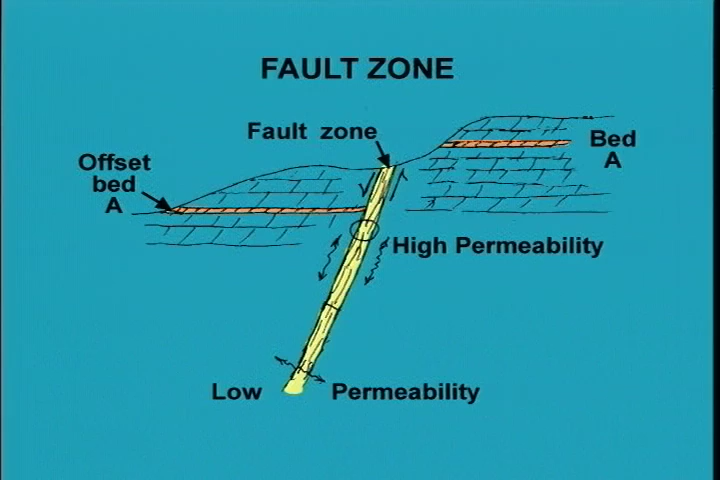 FAULT ZONE
Fault zone
Bed
A
Offset
bed
A
High Permeability
Low Permeability